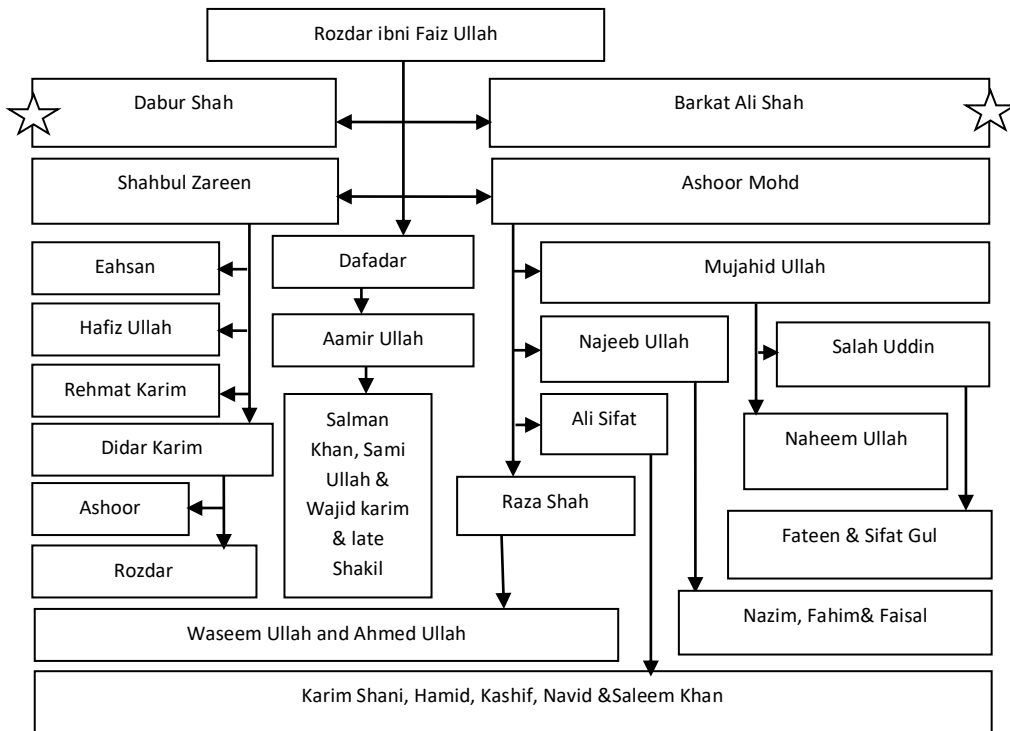 Rozdar ibni Faiz Ullah
Dabur Shah
Barkat Ali Shah
Shahbul Zareen
Ashoor Mohd
Eahsan
Dafadar
Mujahid Ullah
Hafiz Ullah
Aamir Ullah
Najeeb Ullah
Salah Uddin
Rehmat Karim
Salman
Khan, Sami
Ullah &
Wajid karim
& late
Shakil
Ali Sifat
Naheem Ullah
Didar Karim
Ashoor
Raza Shah
Fateen & Sifat Gul
Rozdar
Nazim, Fahim& Faisal
Waseem Ullah and Ahmed Ullah
Karim Shani, Hamid, Kashif, Navid &Saleem Khan